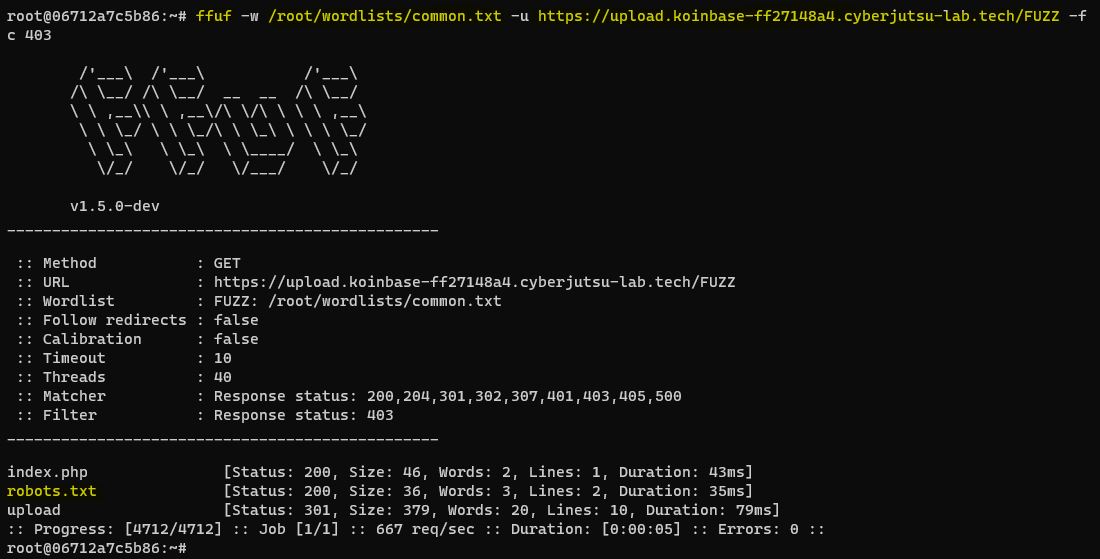 root@06712a7c5b86:~# ffuf -w /root/wordlists/common.txt -u https://upload.koinbase-ff27148a4.cyberjutsu-lab.tech/FUZZ -f
c 403

        /'___\  /'___\           /'___\
       /\ \__/ /\ \__/  __  __  /\ \__/
       \ \ ,__\\ \ ,__\/\ \/\ \ \ \ ,__\
        \ \ \_/ \ \ \_/\ \ \_\ \ \ \ \_/
         \ \_\   \ \_\  \ \____/  \ \_\
          \/_/    \/_/   \/___/    \/_/

       v1.5.0-dev
________________________________________________

 :: Method           : GET
 :: URL              : https://upload.koinbase-ff27148a4.cyberjutsu-lab.tech/FUZZ
 :: Wordlist         : FUZZ: /root/wordlists/common.txt
 :: Follow redirects : false
 :: Calibration      : false
 :: Timeout          : 10
 :: Threads          : 40
 :: Matcher          : Response status: 200,204,301,302,307,401,403,405,500
 :: Filter           : Response status: 403
________________________________________________

index.php               [Status: 200, Size: 46, Words: 2, Lines: 1, Duration: 43ms]
robots.txt              [Status: 200, Size: 36, Words: 3, Lines: 2, Duration: 35ms]
upload                  [Status: 301, Size: 379, Words: 20, Lines: 10, Duration: 79ms]
:: Progress: [4712/4712] :: Job [1/1] :: 667 req/sec :: Duration: [0:00:05] :: Errors: 0 ::
root@06712a7c5b86:~#